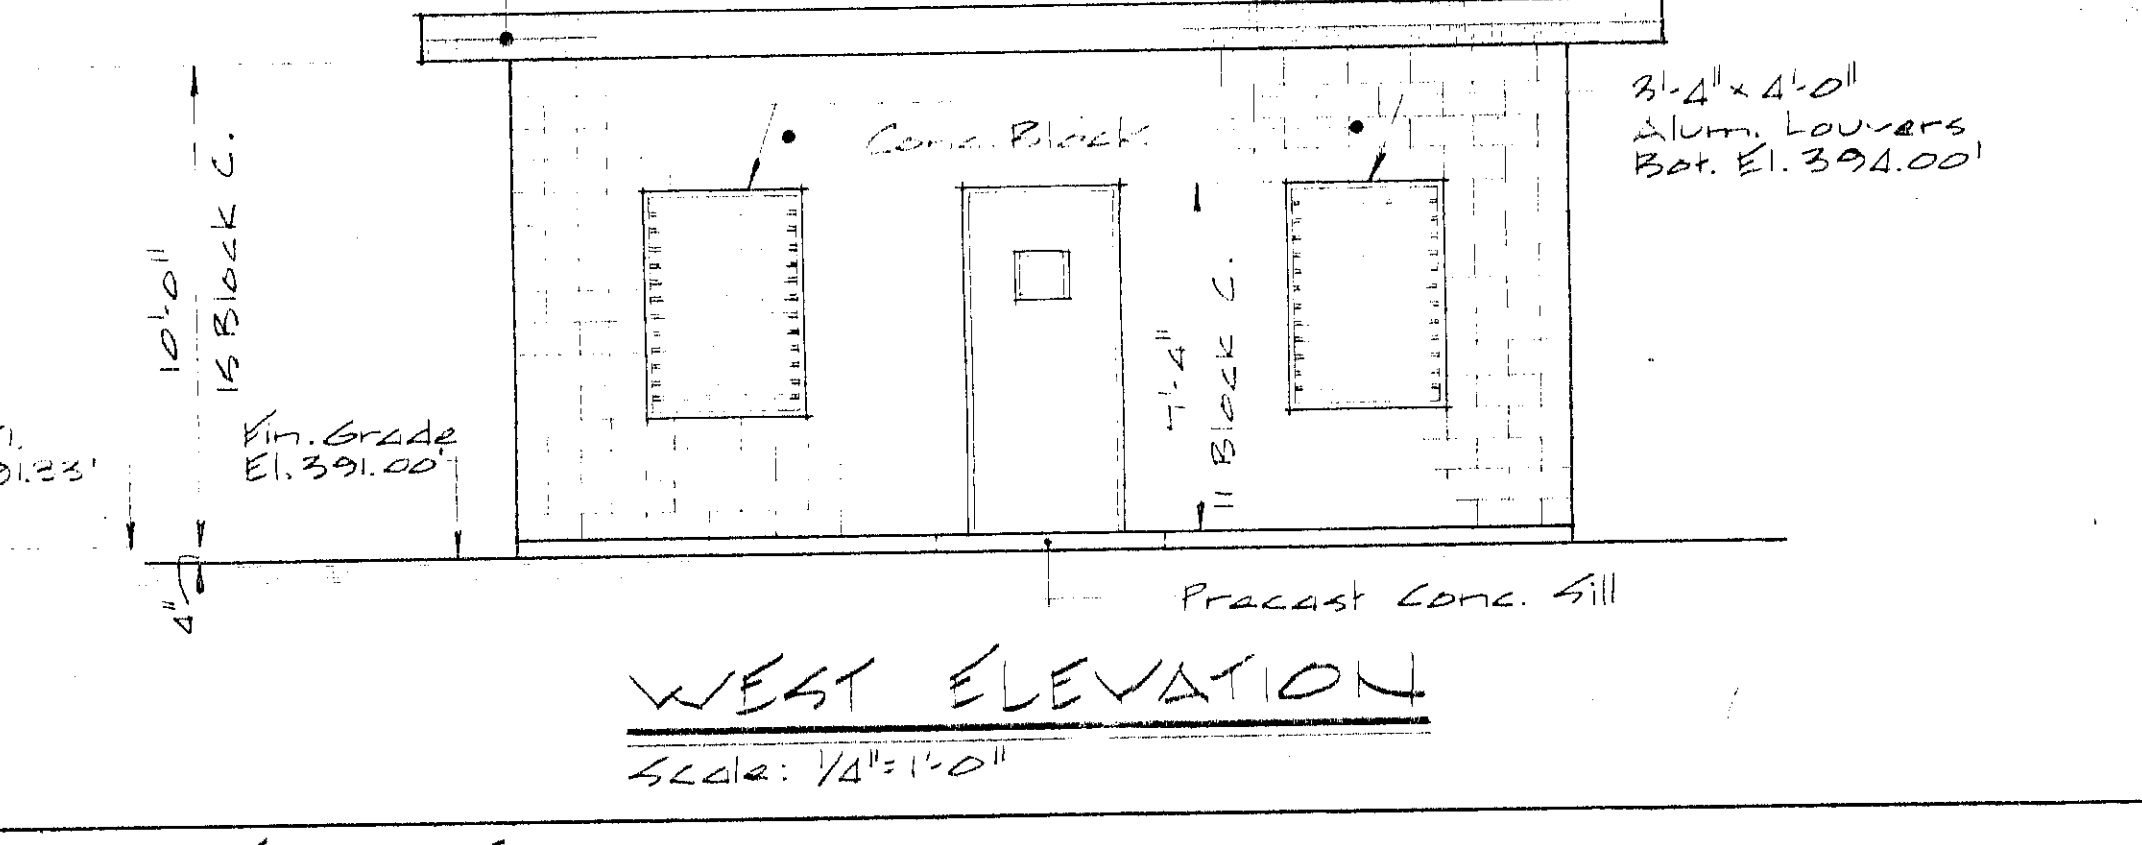 Conc. Block
3'-4" x 4'-0"
Alum. Louvers
Bot. El. 394.00'
10'-0"
15 Block C.
7'-4"
11 Block C.
Fin. Grade
El. 391.00'
4"
Precast Conc. Sill
WEST ELEVATION
Scale: 1/4"=1'-0"